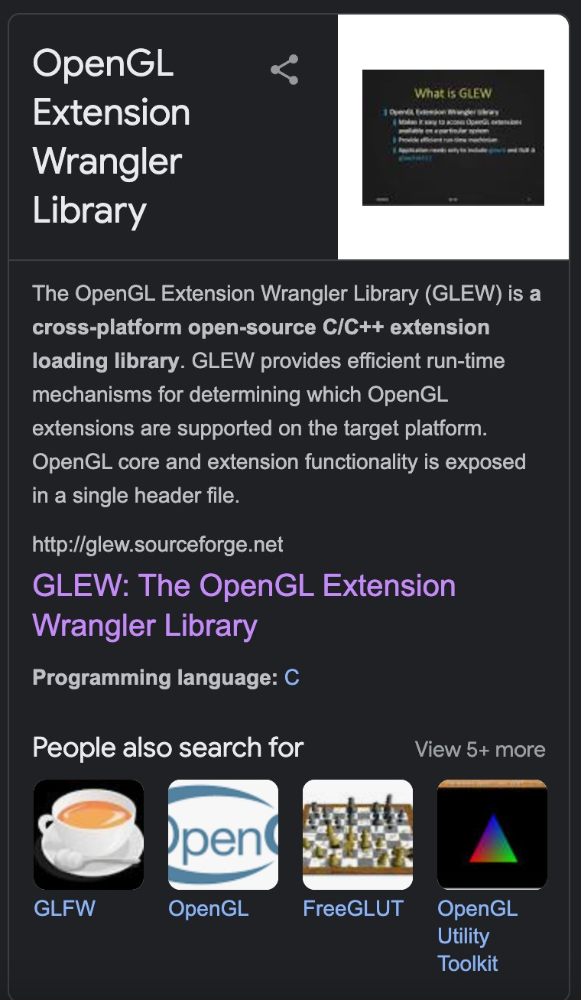 OpenGL
Extension
Wrangler
Library
What is GLEW
OpenGL Extension Wrangler Library
Makes it easy to access OpenGL extensions
available on a particular system
Provide efficient run-time mechanism
Application needs only to include
The OpenGL Extension Wrangler Library (GLEW) is a
cross-platform open-source C/C++ extension
loading library. GLEW provides efficient run-time
mechanisms for determining which OpenGL
extensions are supported on the target platform.
OpenGL core and extension functionality is exposed
in a single header file.
http://glew.sourceforge.net
GLEW: The OpenGL Extension
Wrangler Library
Programming language: C
People also search for
View 5+ more
OpenG
GLFW
OpenGL
FreeGLUT
OpenGL
Utility
Toolkit